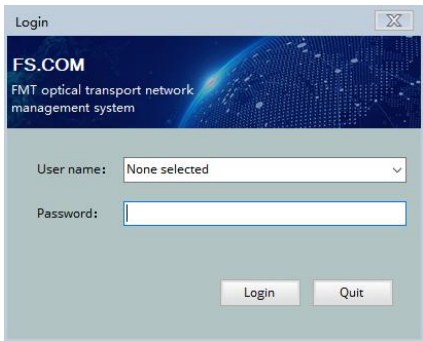 Login
FS.COM
FMT optical transport network
management system
User name:
None selected
Password:
Login
Quit